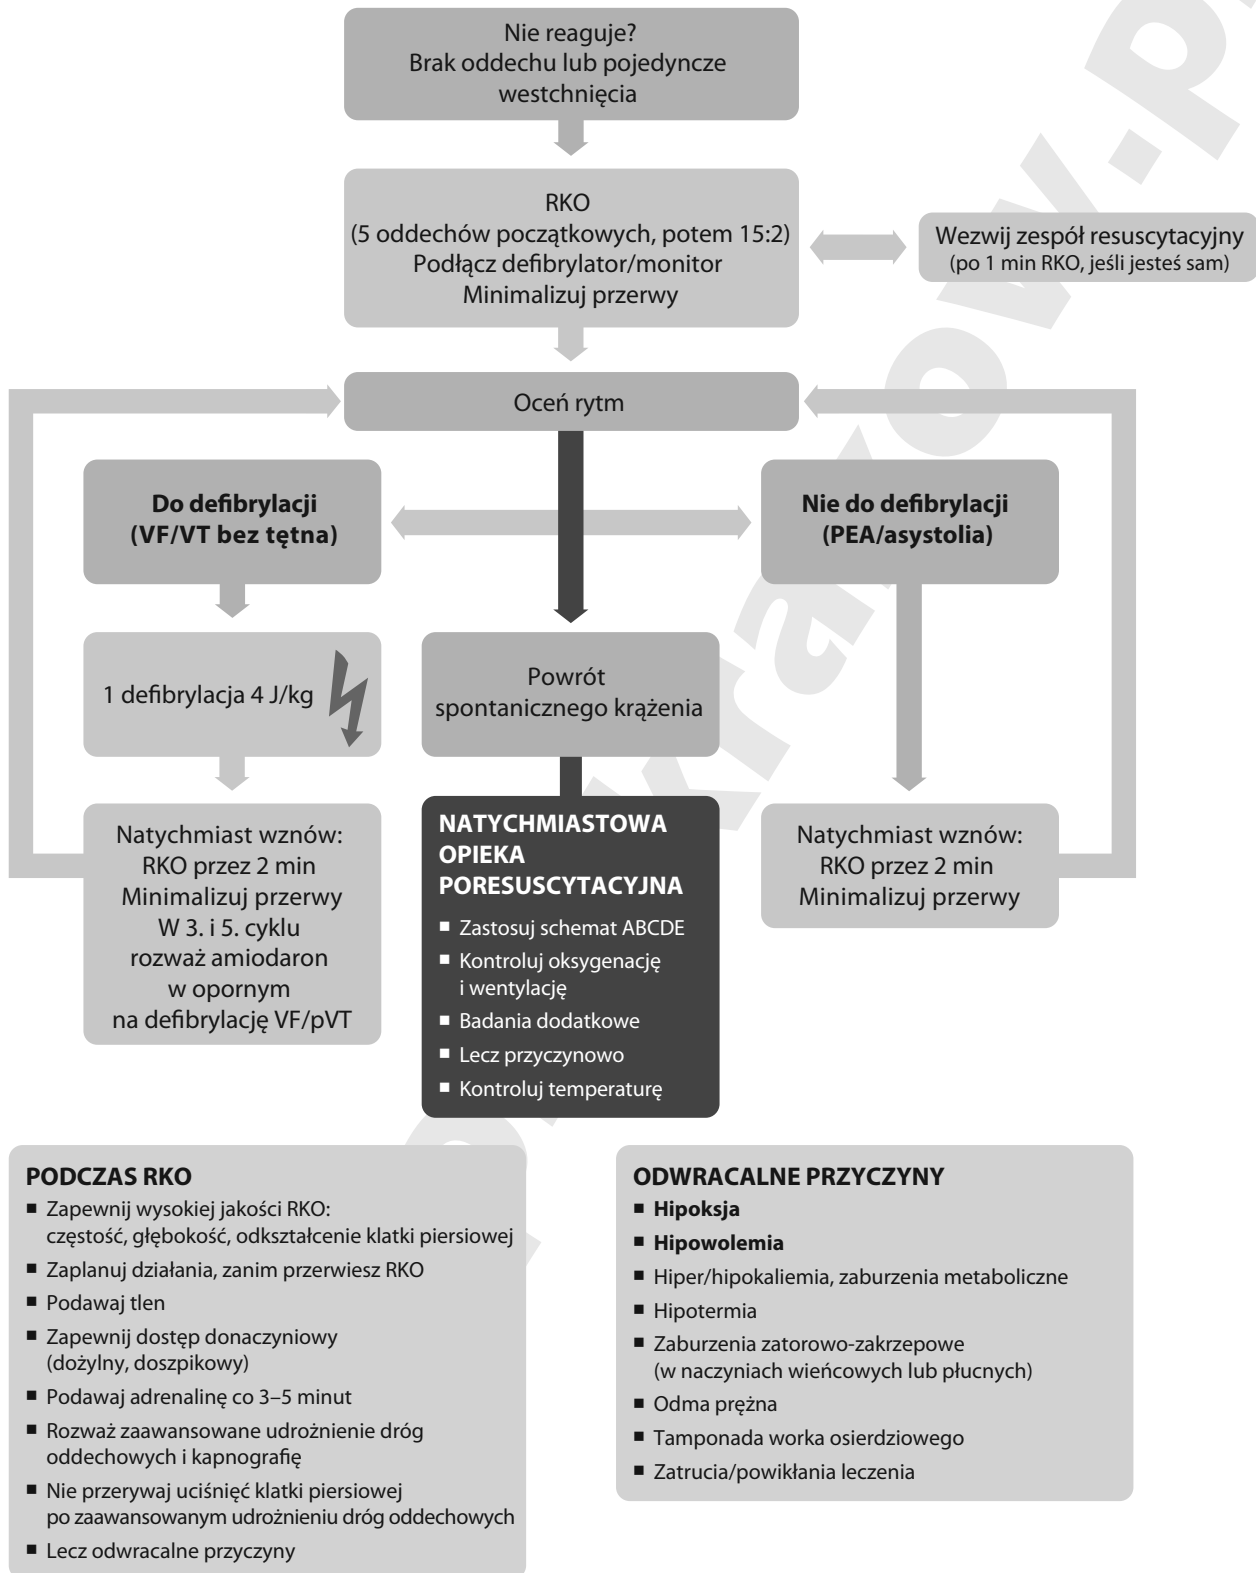 Nie reaguje?
Brak oddechu lub pojedyncze
westchnięcia
RKO
(5 oddechów początkowych, potem 15:2)
Podłącz defibrylator/monitor
Minimalizuj przerwy
Wezwij zespół resuscytacyjny
(po 1 min RKO, jeśli jesteś sam)
Oceń rytm
Do defibrylacji
(VF/VT bez tętna)
Nie do defibrylacji
(PEA/asystolia)
1 defibrylacja 4 J/kg
Powrót
spontanicznego krążenia
Natychmiast wznów:
RKO przez 2 min
Minimalizuj przerwy
W 3. i 5. cyklu
rozważ amiodaron
w opornym
na defibrylację VF/pVT
NATYCHMIASTOWA
OPIEKA
PORESUSCYTACYJNA
■ Zastosuj schemat ABCDE
■ Kontroluj oksygenację
i wentylację
■ Badania dodatkowe
■ Lecz przyczynowo
■ Kontroluj temperaturę
Natychmiast wznów:
RKO przez 2 min
Minimalizuj przerwy
PODCZAS RKO
■ Zapewnij wysokiej jakości RKO:
częstość, głębokość, odkształcenie klatki piersiowej
■ Zaplanuj działania, zanim przerwiesz RKO
■ Podawaj tlen
■ Zapewnij dostęp donaczyniowy
(dożylny, doszpikowy)
■ Podawaj adrenalinę co 3–5 minut
■ Rozważ zaawansowane udrożnienie dróg
oddechowych i kapnografię
■ Nie przerywaj uciśnięć klatki piersiowej
po zaawansowanym udrożnieniu dróg oddechowych
■ Lecz odwracalne przyczyny
ODWRACALNE PRZYCZYNY
■ Hipoksja
■ Hipowolemia
■ Hiper/hipokaliemia, zaburzenia metaboliczne
■ Hipotermia
■ Zaburzenia zatorowo-zakrzepowe
(w naczyniach wieńcowych lub płucnych)
■ Odma prężna
■ Tamponada worka osierdziowego
■ Zatrucia/powikłania leczenia